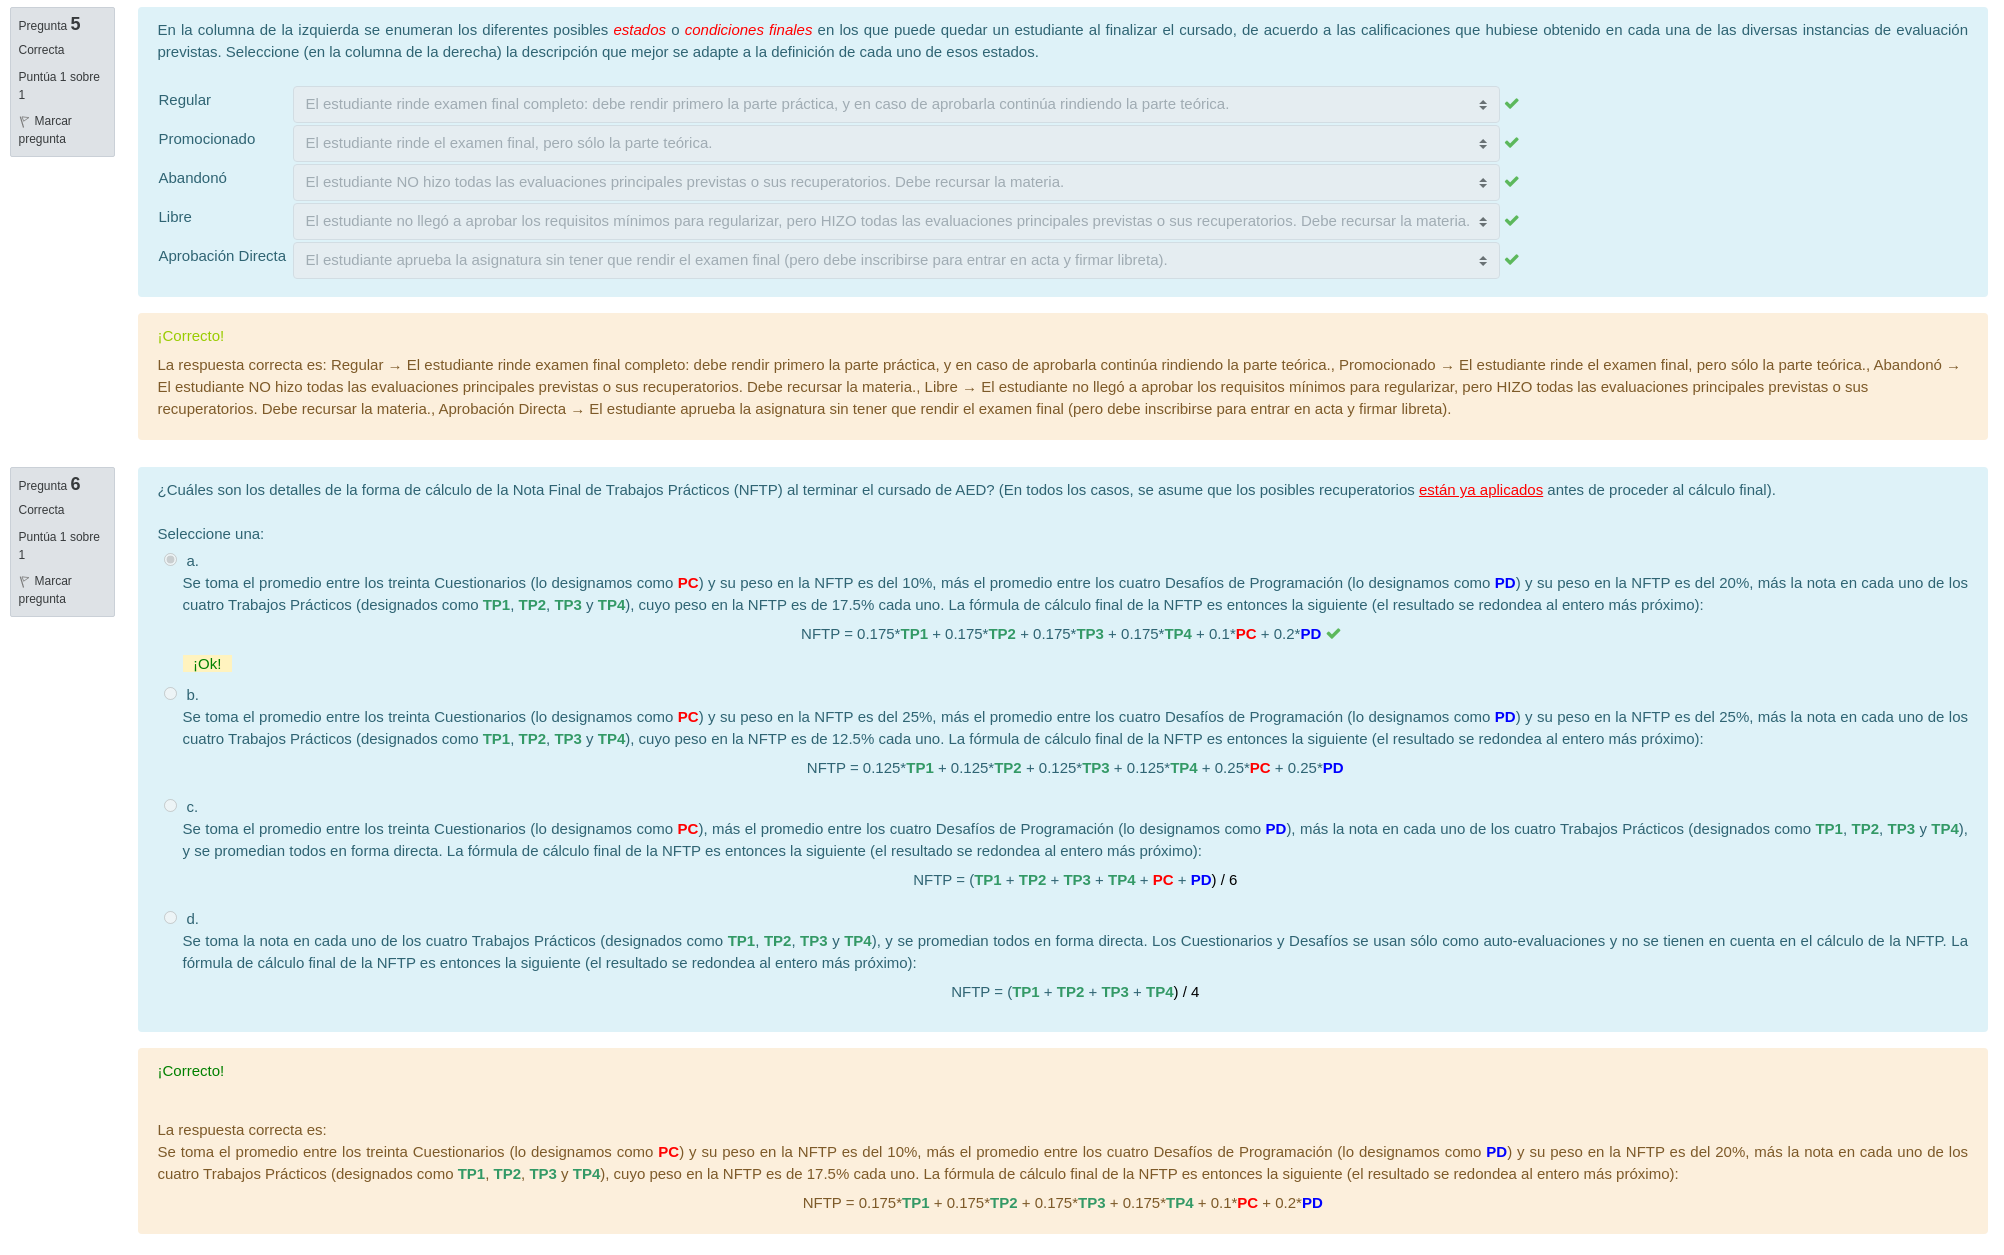 Pregunta 5
Correcta
Puntúa 1 sobre
1
Marcar
pregunta
En la columna de la izquierda se enumeran los diferentes posibles estados o condiciones finales en los que puede quedar un estudiante al finalizar el cursado, de acuerdo a las calificaciones que hubiese obtenido en cada una de las diversas instancias de evaluación
previstas. Seleccione (en la columna de la derecha) la descripción que mejor se adapte a la definición de cada uno de esos estados.
Regular El estudiante rinde examen final completo: debe rendir primero la parte práctica, y en caso de aprobarla continúa rindiendo la parte teórica.
Promocionado El estudiante rinde el examen final, pero sólo la parte teórica.
Abandonó El estudiante NO hizo todas las evaluaciones principales previstas o sus recuperatorios. Debe recursar la materia.
Libre El estudiante no llegó a aprobar los requisitos mínimos para regularizar, pero HIZO todas las evaluaciones principales previstas o sus recuperatorios. Debe recursar la materia.
Aprobación Directa El estudiante aprueba la asignatura sin tener que rendir el examen final (pero debe inscribirse para entrar en acta y firmar libreta).
¡Correcto!
La respuesta correcta es: Regular → El estudiante rinde examen final completo: debe rendir primero la parte práctica, y en caso de aprobarla continúa rindiendo la parte teórica., Promocionado → El estudiante rinde el examen final, pero sólo la parte teórica., Abandonó →
El estudiante NO hizo todas las evaluaciones principales previstas o sus recuperatorios. Debe recursar la materia., Libre → El estudiante no llegó a aprobar los requisitos mínimos para regularizar, pero HIZO todas las evaluaciones principales previstas o sus
recuperatorios. Debe recursar la materia., Aprobación Directa → El estudiante aprueba la asignatura sin tener que rendir el examen final (pero debe inscribirse para entrar en acta y firmar libreta).
Pregunta 6
Correcta
Puntúa 1 sobre
1
Marcar
pregunta
¿Cuáles son los detalles de la forma de cálculo de la Nota Final de Trabajos Prácticos (NFTP) al terminar el cursado de AED? (En todos los casos, se asume que los posibles recuperatorios están ya aplicados antes de proceder al cálculo final).
Seleccione una:
a.
Se toma el promedio entre los treinta Cuestionarios (lo designamos como PC) y su peso en la NFTP es del 10%, más el promedio entre los cuatro Desafíos de Programación (lo designamos como PD) y su peso en la NFTP es del 20%, más la nota en cada uno de los
cuatro Trabajos Prácticos (designados como TP1, TP2, TP3 y TP4), cuyo peso en la NFTP es de 17.5% cada uno. La fórmula de cálculo final de la NFTP es entonces la siguiente (el resultado se redondea al entero más próximo):
NFTP = 0.175*TP1 + 0.175*TP2 + 0.175*TP3 + 0.175*TP4 + 0.1*PC + 0.2*PD
¡Ok!
b.
Se toma el promedio entre los treinta Cuestionarios (lo designamos como PC) y su peso en la NFTP es del 25%, más el promedio entre los cuatro Desafíos de Programación (lo designamos como PD) y su peso en la NFTP es del 25%, más la nota en cada uno de los
cuatro Trabajos Prácticos (designados como TP1, TP2, TP3 y TP4), cuyo peso en la NFTP es de 12.5% cada uno. La fórmula de cálculo final de la NFTP es entonces la siguiente (el resultado se redondea al entero más próximo):
NFTP = 0.125*TP1 + 0.125*TP2 + 0.125*TP3 + 0.125*TP4 + 0.25*PC + 0.25*PD
c.
Se toma el promedio entre los treinta Cuestionarios (lo designamos como PC), más el promedio entre los cuatro Desafíos de Programación (lo designamos como PD), más la nota en cada uno de los cuatro Trabajos Prácticos (designados como TP1, TP2, TP3 y TP4),
y se promedian todos en forma directa. La fórmula de cálculo final de la NFTP es entonces la siguiente (el resultado se redondea al entero más próximo):
NFTP = (TP1 + TP2 + TP3 + TP4 + PC + PD) / 6
d.
Se toma la nota en cada uno de los cuatro Trabajos Prácticos (designados como TP1, TP2, TP3 y TP4), y se promedian todos en forma directa. Los Cuestionarios y Desafíos se usan sólo como auto-evaluaciones y no se tienen en cuenta en el cálculo de la NFTP. La
fórmula de cálculo final de la NFTP es entonces la siguiente (el resultado se redondea al entero más próximo):
NFTP = (TP1 + TP2 + TP3 + TP4) / 4
¡Correcto!
La respuesta correcta es:
Se toma el promedio entre los treinta Cuestionarios (lo designamos como PC) y su peso en la NFTP es del 10%, más el promedio entre los cuatro Desafíos de Programación (lo designamos como PD) y su peso en la NFTP es del 20%, más la nota en cada uno de los
cuatro Trabajos Prácticos (designados como TP1, TP2, TP3 y TP4), cuyo peso en la NFTP es de 17.5% cada uno. La fórmula de cálculo final de la NFTP es entonces la siguiente (el resultado se redondea al entero más próximo):
NFTP = 0.175*TP1 + 0.175*TP2 + 0.175*TP3 + 0.175*TP4 + 0.1*PC + 0.2*PD